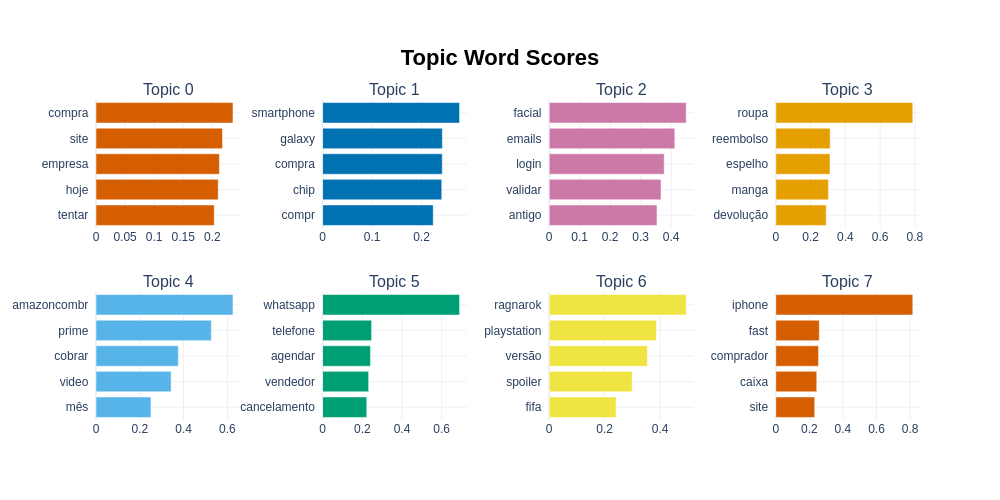 Topic Word Scores
Topic 0
compra
site
empresa
hoje
tentar
0 0.05 0.1 0.15 0.2
Topic 1
smartphone
galaxy
compra
chip
compr
0 0.1 0.2
Topic 2
facial
emails
login
validar
antigo
0 0.1 0.2 0.3 0.4
Topic 3
roupa
reembolso
espelho
manga
devolução
0 0.2 0.4 0.6 0.8
Topic 4
amazoncombr
prime
cobrar
video
mês
0 0.2 0.4 0.6
Topic 5
whatsapp
telefone
agendar
vendedor
cancelamento
0 0.2 0.4 0.6
Topic 6
ragnarok
playstation
versão
spoiler
fifa
0 0.2 0.4
Topic 7
iphone
fast
comprador
caixa
site
0 0.2 0.4 0.6 0.8